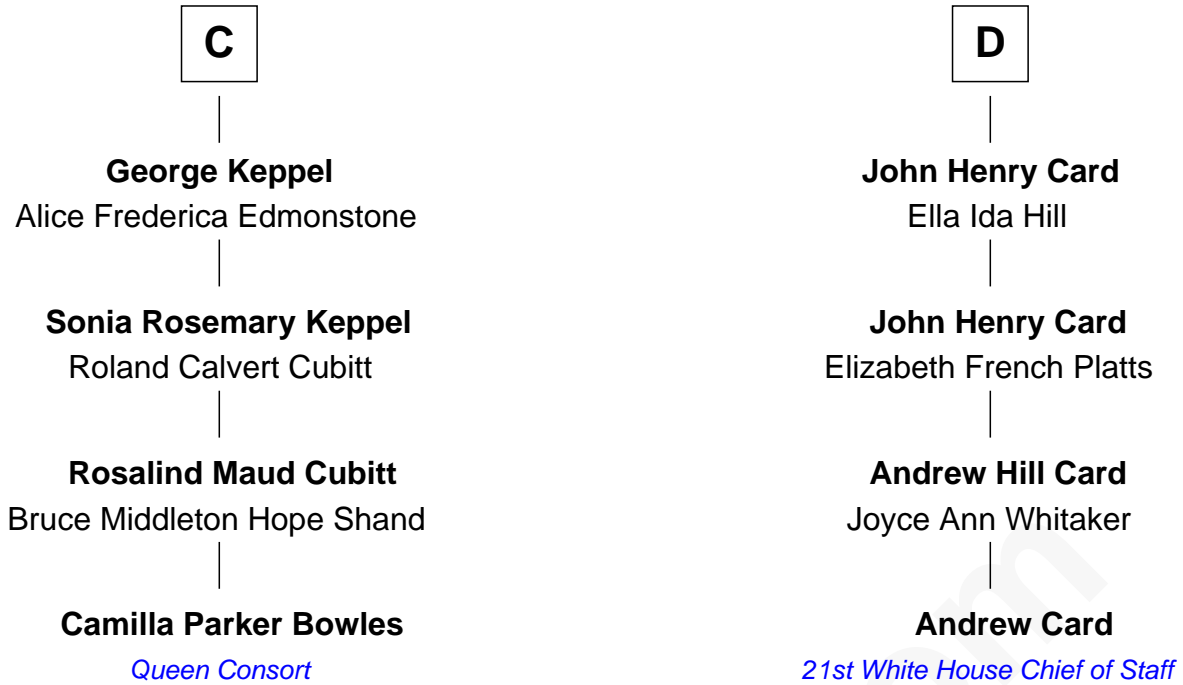 C
George Keppel
Alice Frederica Edmonstone
Sonia Rosemary Keppel
Roland Calvert Cubitt
Rosalind Maud Cubitt
Bruce Middleton Hope Shand
Camilla Parker Bowles
Queen Consort
D
John Henry Card
Ella Ida Hill
John Henry Card
Elizabeth French Platts
Andrew Hill Card
Joyce Ann Whitaker
Andrew Card
21st White House Chief of Staff